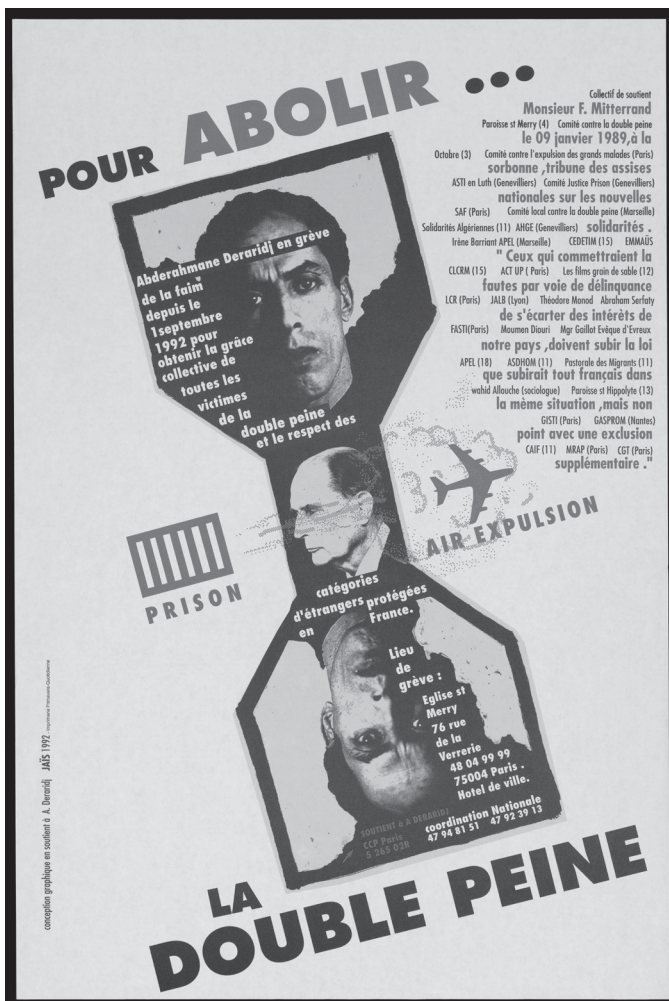 POUR ABOLIR ...
Collectif de soutient
Monsieur F. Mitterrand
Paroisse st Merry (4) Comité contre la double peine
le 09 janvier 1989,à la
Octobre (3) Comité contre l'expulsion des grands malades (Paris)
sorbonne ,tribune des assises
ASTI en Luth (Genevilliers) Comité Justice Prison (Genevilliers)
nationales sur les nouvelles
SAF (Paris) Comité local contre la double peine (Marseille)
Solidarités Algériennes (11) AHGE (Genevilliers) solidarités .
Irène Barriant APEL (Marseille) CEDETIM (15) EMMAÜS
" Ceux qui commettraient la
CLCRM (15) ACT UP ( Paris) Les films grain de sable (12)
fautes par voie de délinquance
LCR (Paris) JALB (Lyon) Théodore Monod Abraham Serfaty
de s'écarter des intérèts de
FASTI(Paris) Moumen Diouri Mgr Gaillot Evêque d'Evreux
notre pays ,doivent subir la loi
APEL (18) ASDHOM (11) Pastorale des Migrants (11)
que subirait tout français dans
wahid Allouche (sociologue) Paroisse st Hippolyte (13)
la mème situation ,mais non
GISTI (Paris) GASPROM (Nantes)
point avec une exclusion
CAIF (11) MRAP (Paris) CGT (Paris)
supplémentaire ."
Abderahmane Deraridj en grève
de la faim
depuis le
1septembre
1992 pour
obtenir la grâce
collective de
toutes les
victimes
de la
double peine
et le respect des
PRISON
AIR EXPULSION
catégories
d'étrangers protégées
en France.
Lieu
de
grève :
Eglise st
Merry
76 rue
de la
Verrerie
48 04 99 99
75004 Paris .
Hotel de ville.
SOUTIENT à A DERARIDJ
CCP Paris
5 265 02R
coordination Nationale
47 94 81 51 47 92 39 13
LA
DOUBLE PEINE
conception graphique en soutient à A. Deraridj JAÏS 1992 - Imprimerie Primavera-Quotidienne